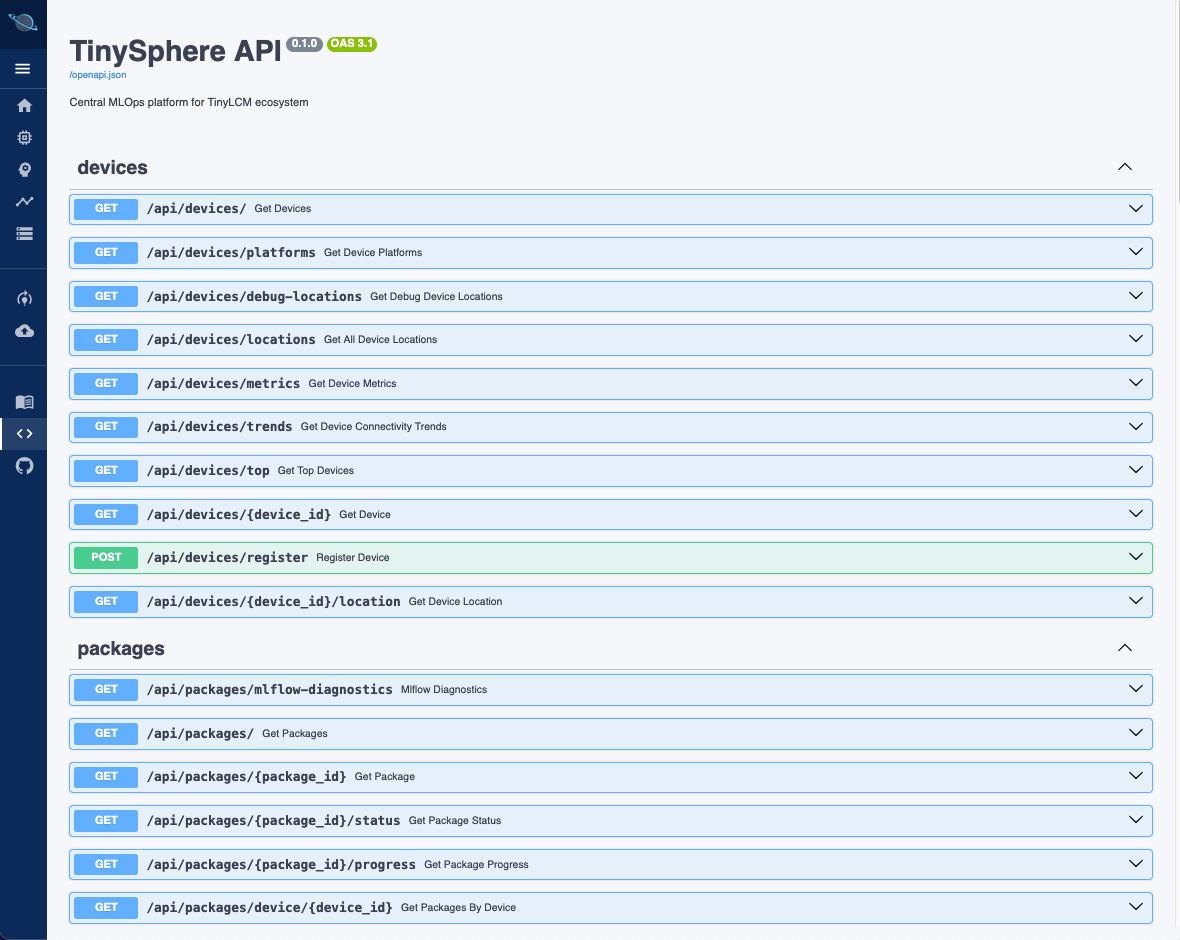 TinySphere API 0.1.0 OAS 3.1
/openapi.json
Central MLOps platform for TinyLCM ecosystem
devices
GET /api/devices/ Get Devices
GET /api/devices/platforms Get Device Platforms
GET /api/devices/debug-locations Get Debug Device Locations
GET /api/devices/locations Get All Device Locations
GET /api/devices/metrics Get Device Metrics
GET /api/devices/trends Get Device Connectivity Trends
GET /api/devices/top Get Top Devices
GET /api/devices/{device_id} Get Device
POST /api/devices/register Register Device
GET /api/devices/{device_id}/location Get Device Location
packages
GET /api/packages/mlflow-diagnostics Mlflow Diagnostics
GET /api/packages/ Get Packages
GET /api/packages/{package_id} Get Package
GET /api/packages/{package_id}/status Get Package Status
GET /api/packages/{package_id}/progress Get Package Progress
GET /api/packages/device/{device_id} Get Packages By Device